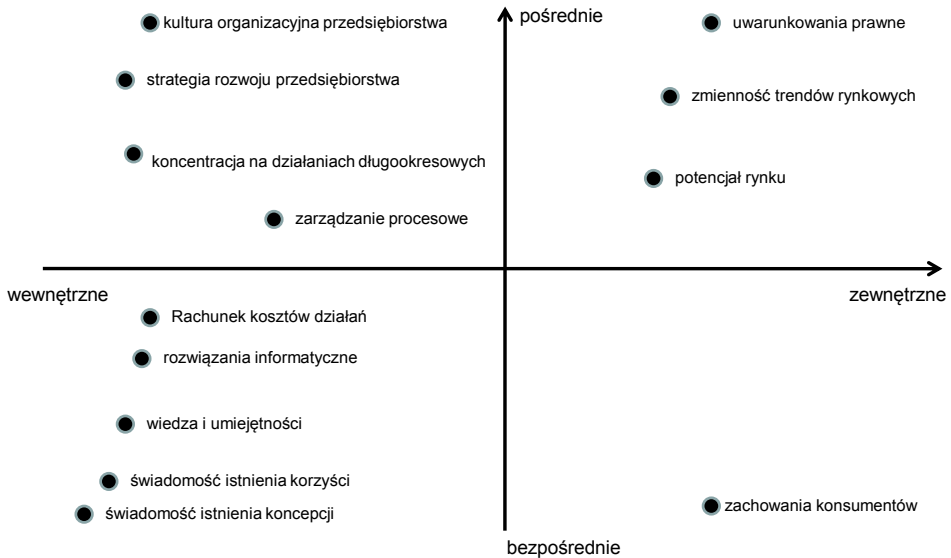 kultura organizacyjna przedsiębiorstwa
pośrednie
uwarunkowania prawne
strategia rozwoju przedsiębiorstwa
zmienność trendów rynkowych
koncentracja na działaniach długookresowych
potencjał rynku
zarządzanie procesowe
wewnętrzne
zewnętrzne
Rachunek kosztów działań
rozwiązania informatyczne
wiedza i umiejętności
świadomość istnienia korzyści
zachowania konsumentów
świadomość istnienia koncepcji
bezpośrednie